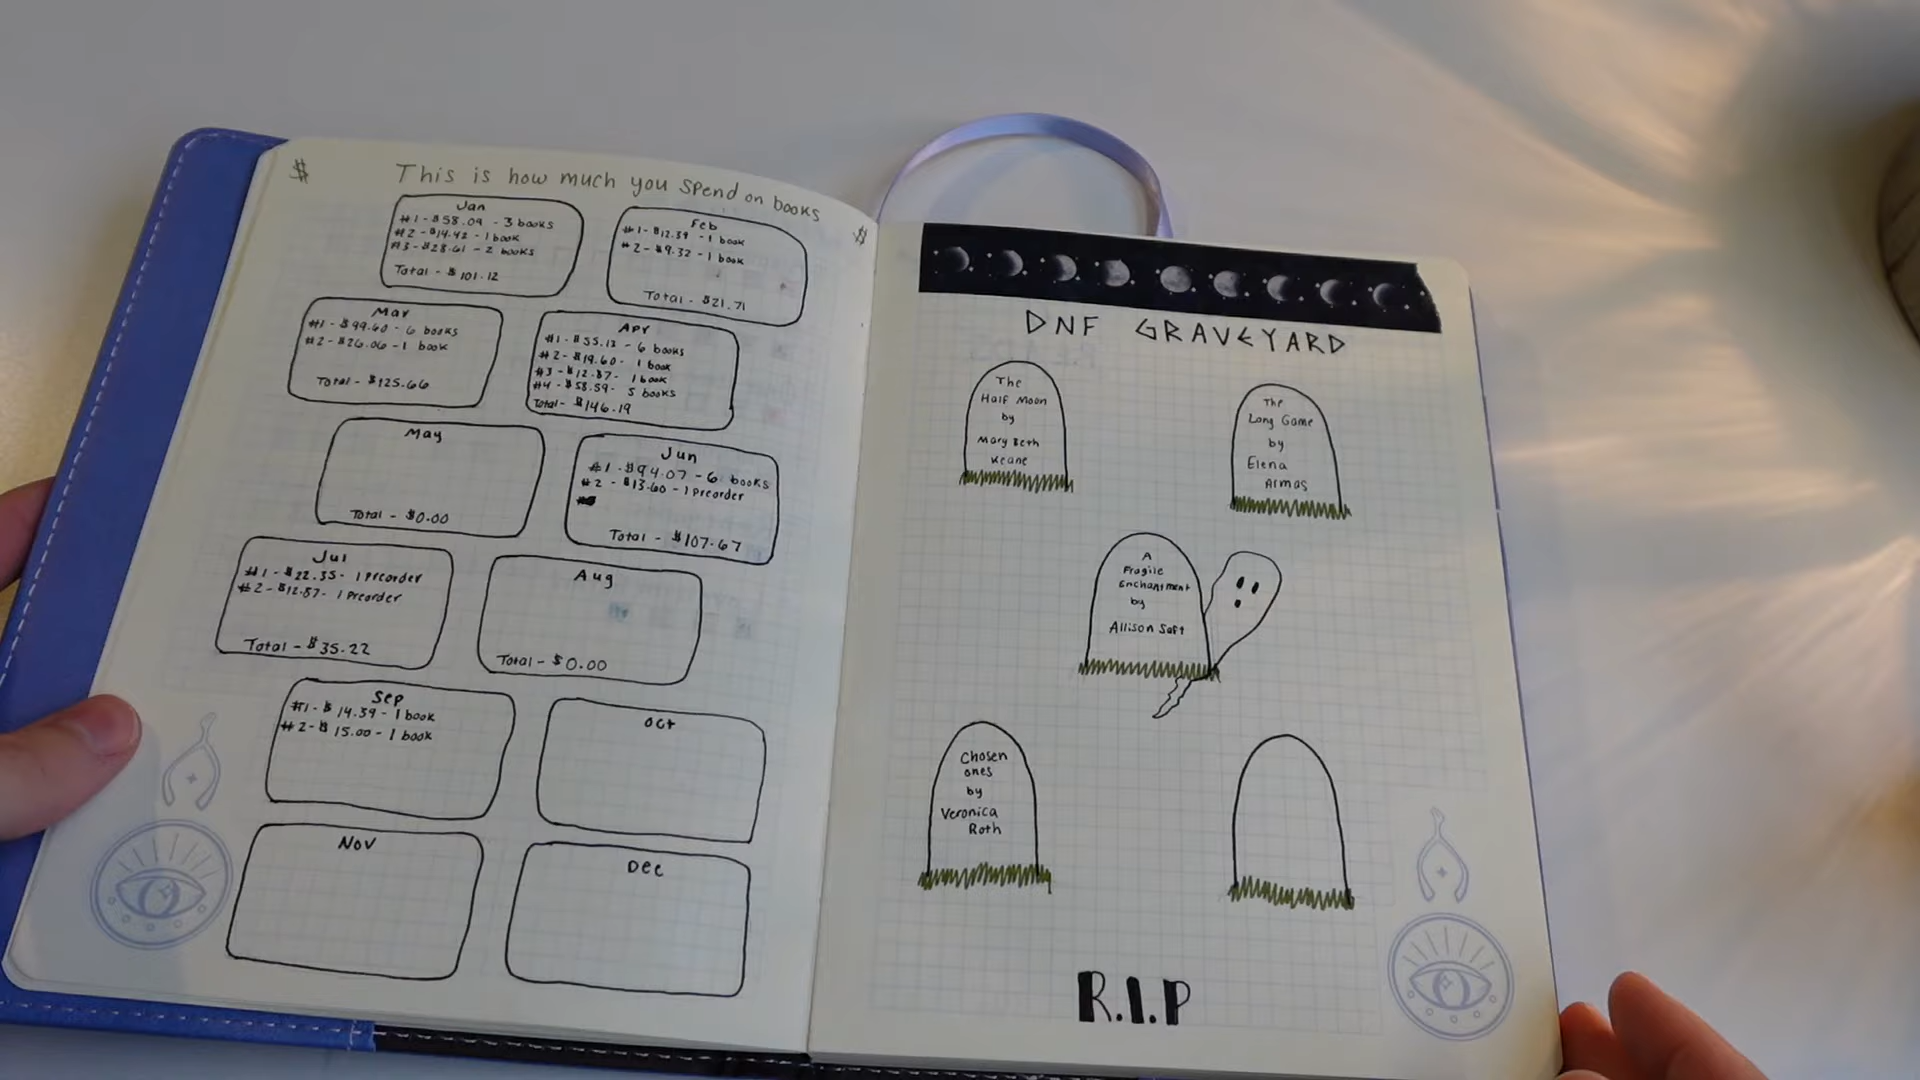 $
This is how much you spend on books
$
Jan
#1 - $58.09 - 3 books
#2 - $14.42 - 1 book
#3 - $28.61 - 2 books
Total - $101.12
Feb
#1 - $12.39 - 1 book
#2 - $9.32 - 1 book
Total - $21.71
Mar
#1 - $99.60 - 6 books
#2 - $26.06 - 1 book
Total - $125.66
Apr
#1 - $55.13 - 6 books
#2 - $19.60 - 1 book
#3 - $12.87 - 1 book
#4 - $58.59 - 5 books
Total - $146.19
May
Total - $0.00
Jun
#1 - $94.07 - 6 books
#2 - $13.60 - 1 Preorder
Total - $107.67
Jul
#1 - $22.35 - 1 Preorder
#2 - $12.87 - 1 Preorder
Total - $35.22
Aug
Total - $0.00
Sep
#1 - $14.39 - 1 book
#2 - $15.00 - 1 book
Oct
Nov
Dec
DNF GRAVEYARD
The
Half Moon
by
Mary Beth
Keane
The
Long Game
by
Elena
Armas
A
Fragile
Enchantment
by
Allison Saft
Chosen
ones
by
Veronica
Roth
R.I.P